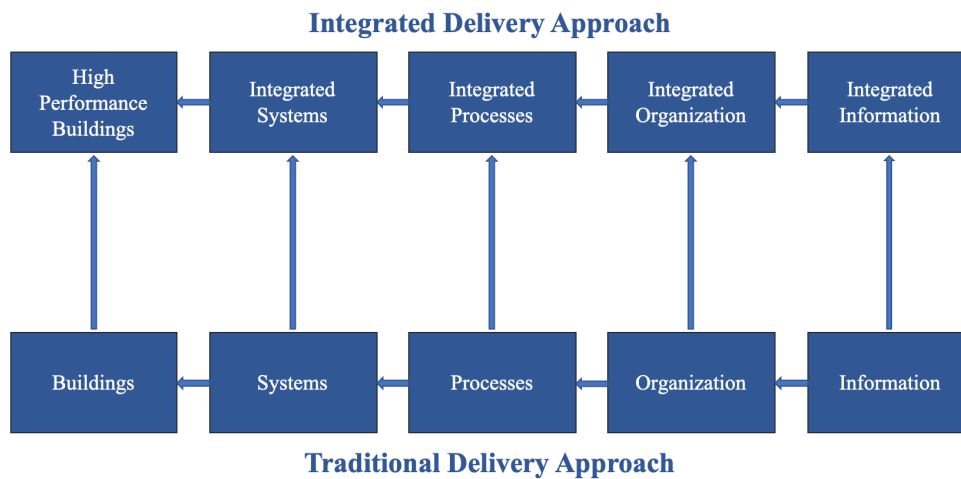 Integrated Delivery Approach
High
Performance
Buildings
Integrated
Systems
Integrated
Processes
Integrated
Organization
Integrated
Information
Buildings
Systems
Processes
Organization
Information
Traditional Delivery Approach